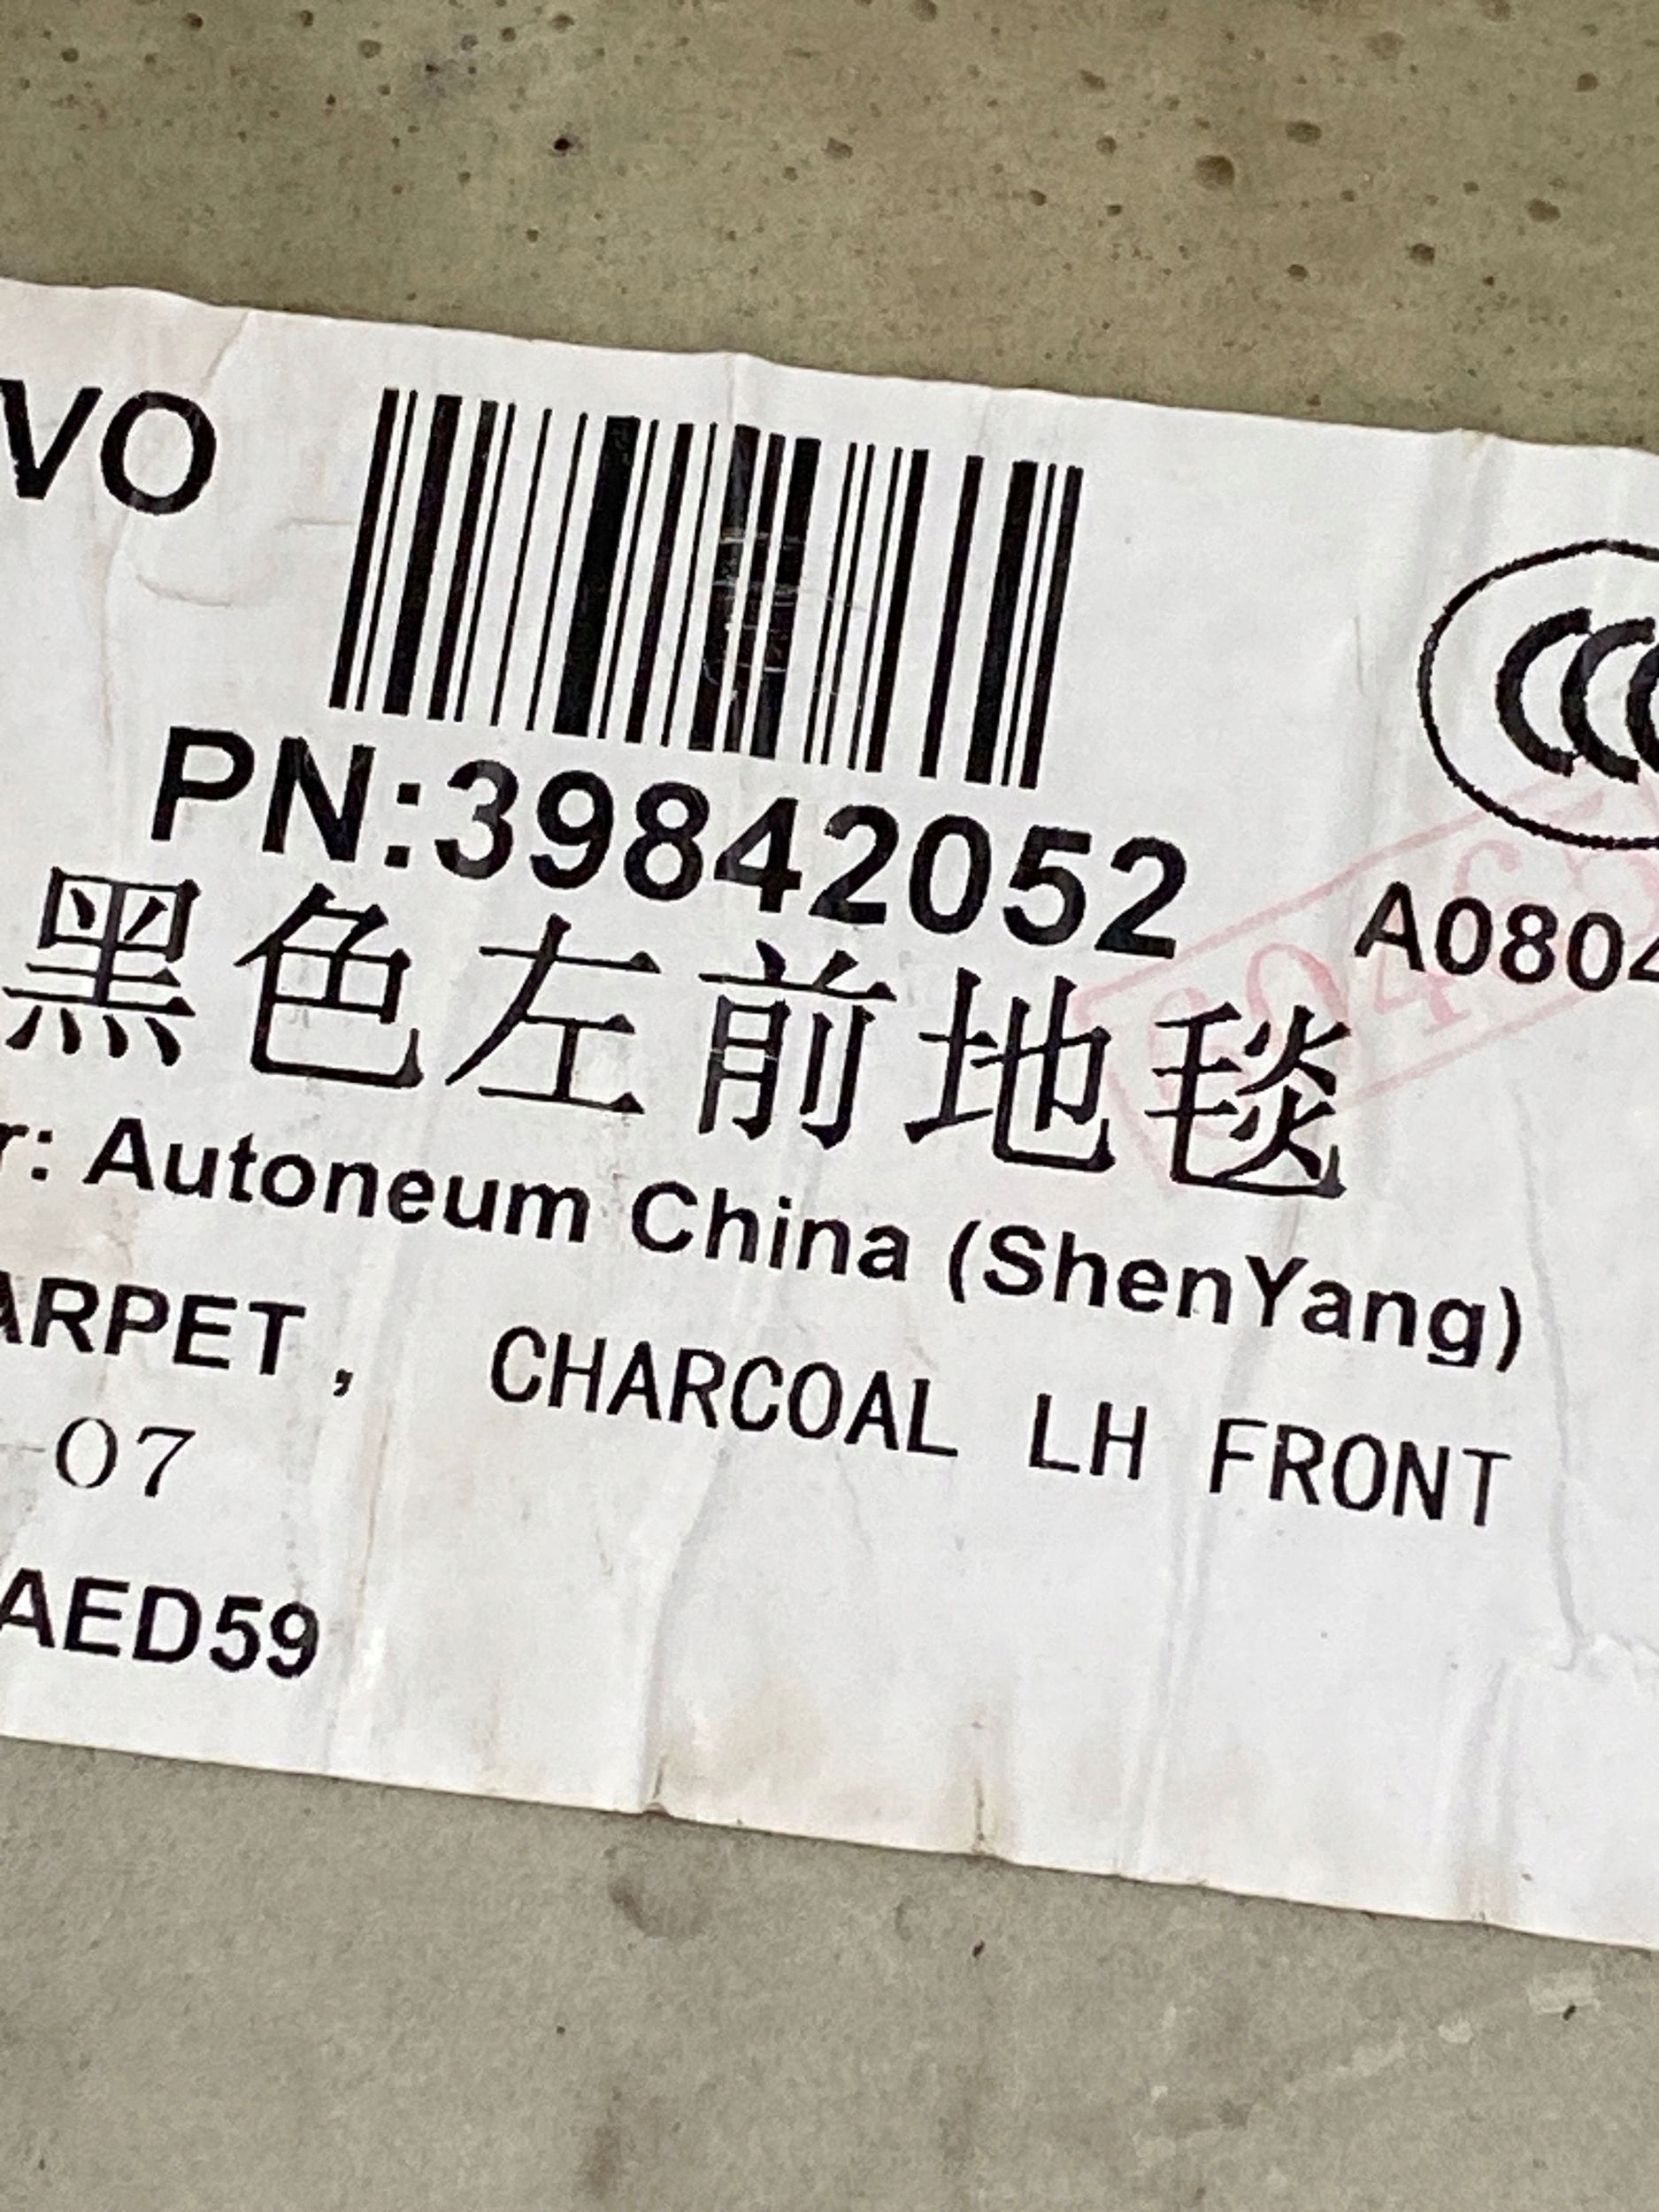 VO
PN:39842052
A0804
黑色左前地毯
r: Autoneum China (ShenYang)
ARPET, CHARCOAL LH FRONT
-07
AED59